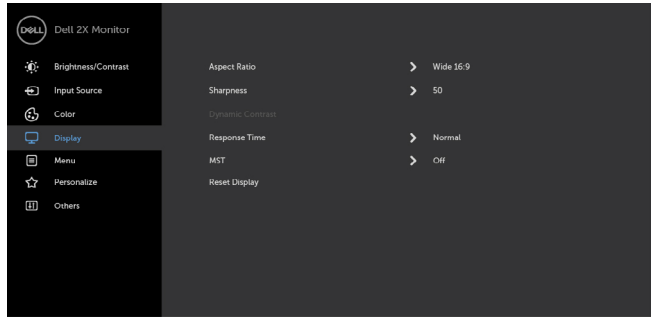 DELL
Dell 2X Monitor
Brightness/Contrast
Input Source
Color
Display
Menu
Personalize
Others
Aspect Ratio Wide 16:9
Sharpness 50
Dynamic Contrast
Response Time Normal
MST Off
Reset Display